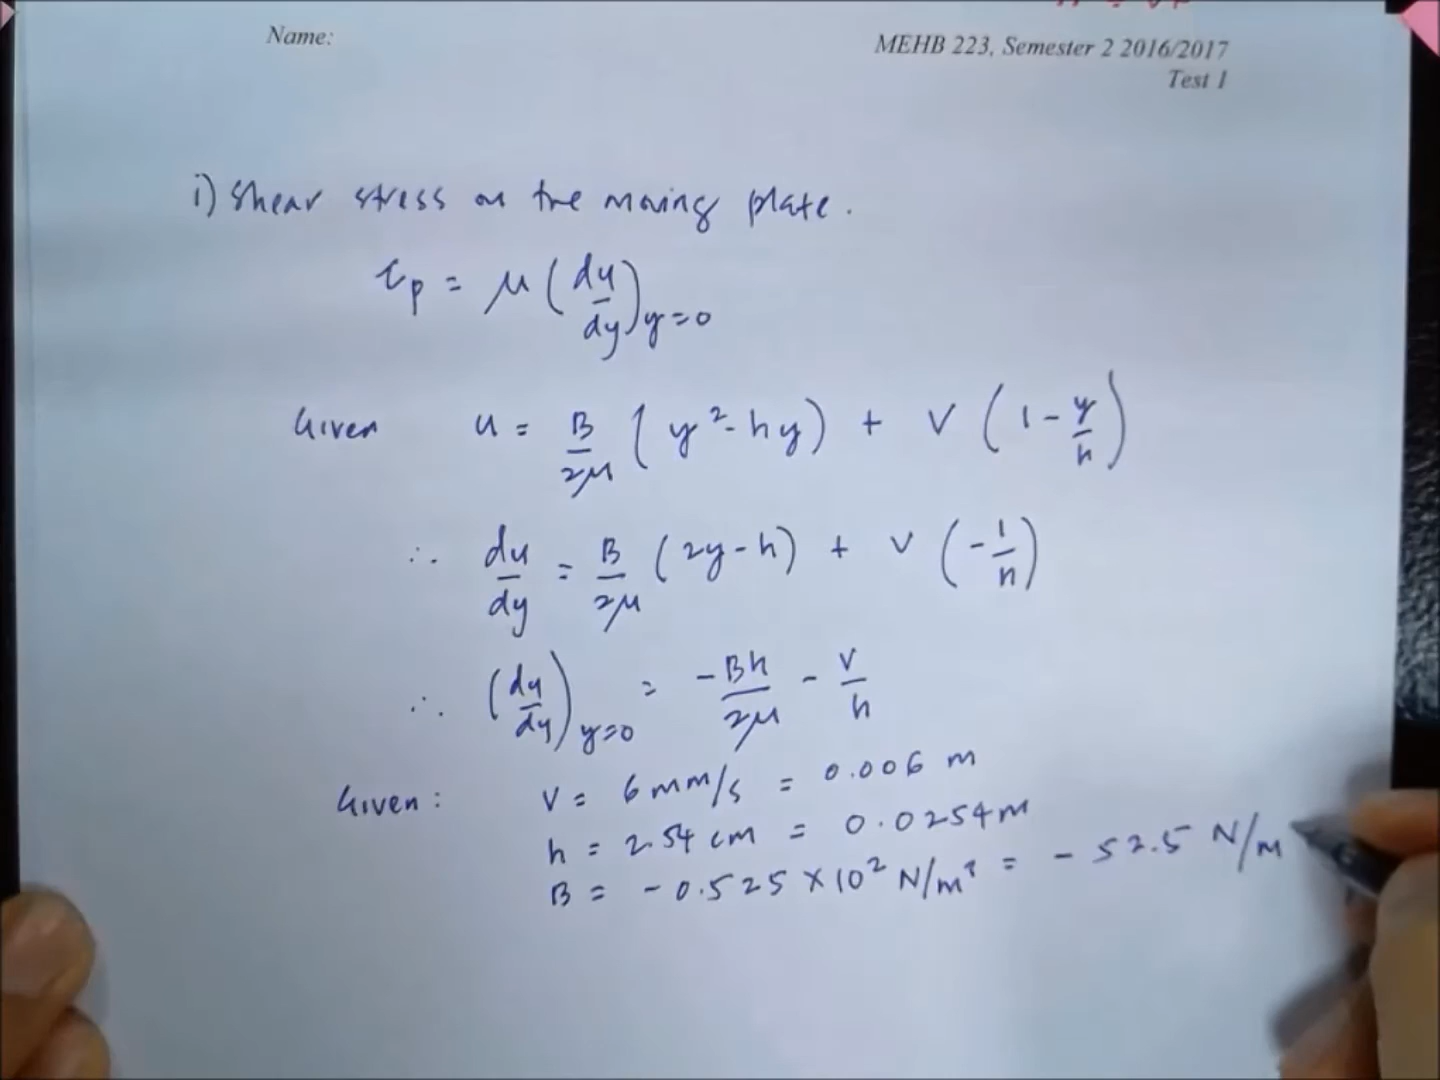 Name:
MEHB 223, Semester 2 2016/2017
Test 1
i) Shear stress on the moving plate.
τp = μ (du/dy)y=0
Given u = B/2μ (y² - hy) + V (1 - y/h)
∴ du/dy = B/2μ (2y - h) + V (-1/h)
∴ (du/dy)y=0 = -Bh/2μ - V/h
Given: V = 6 mm/s = 0.006 m
h = 2.54 cm = 0.0254 m
B = -0.525 × 10² N/m³ = -52.5 N/m